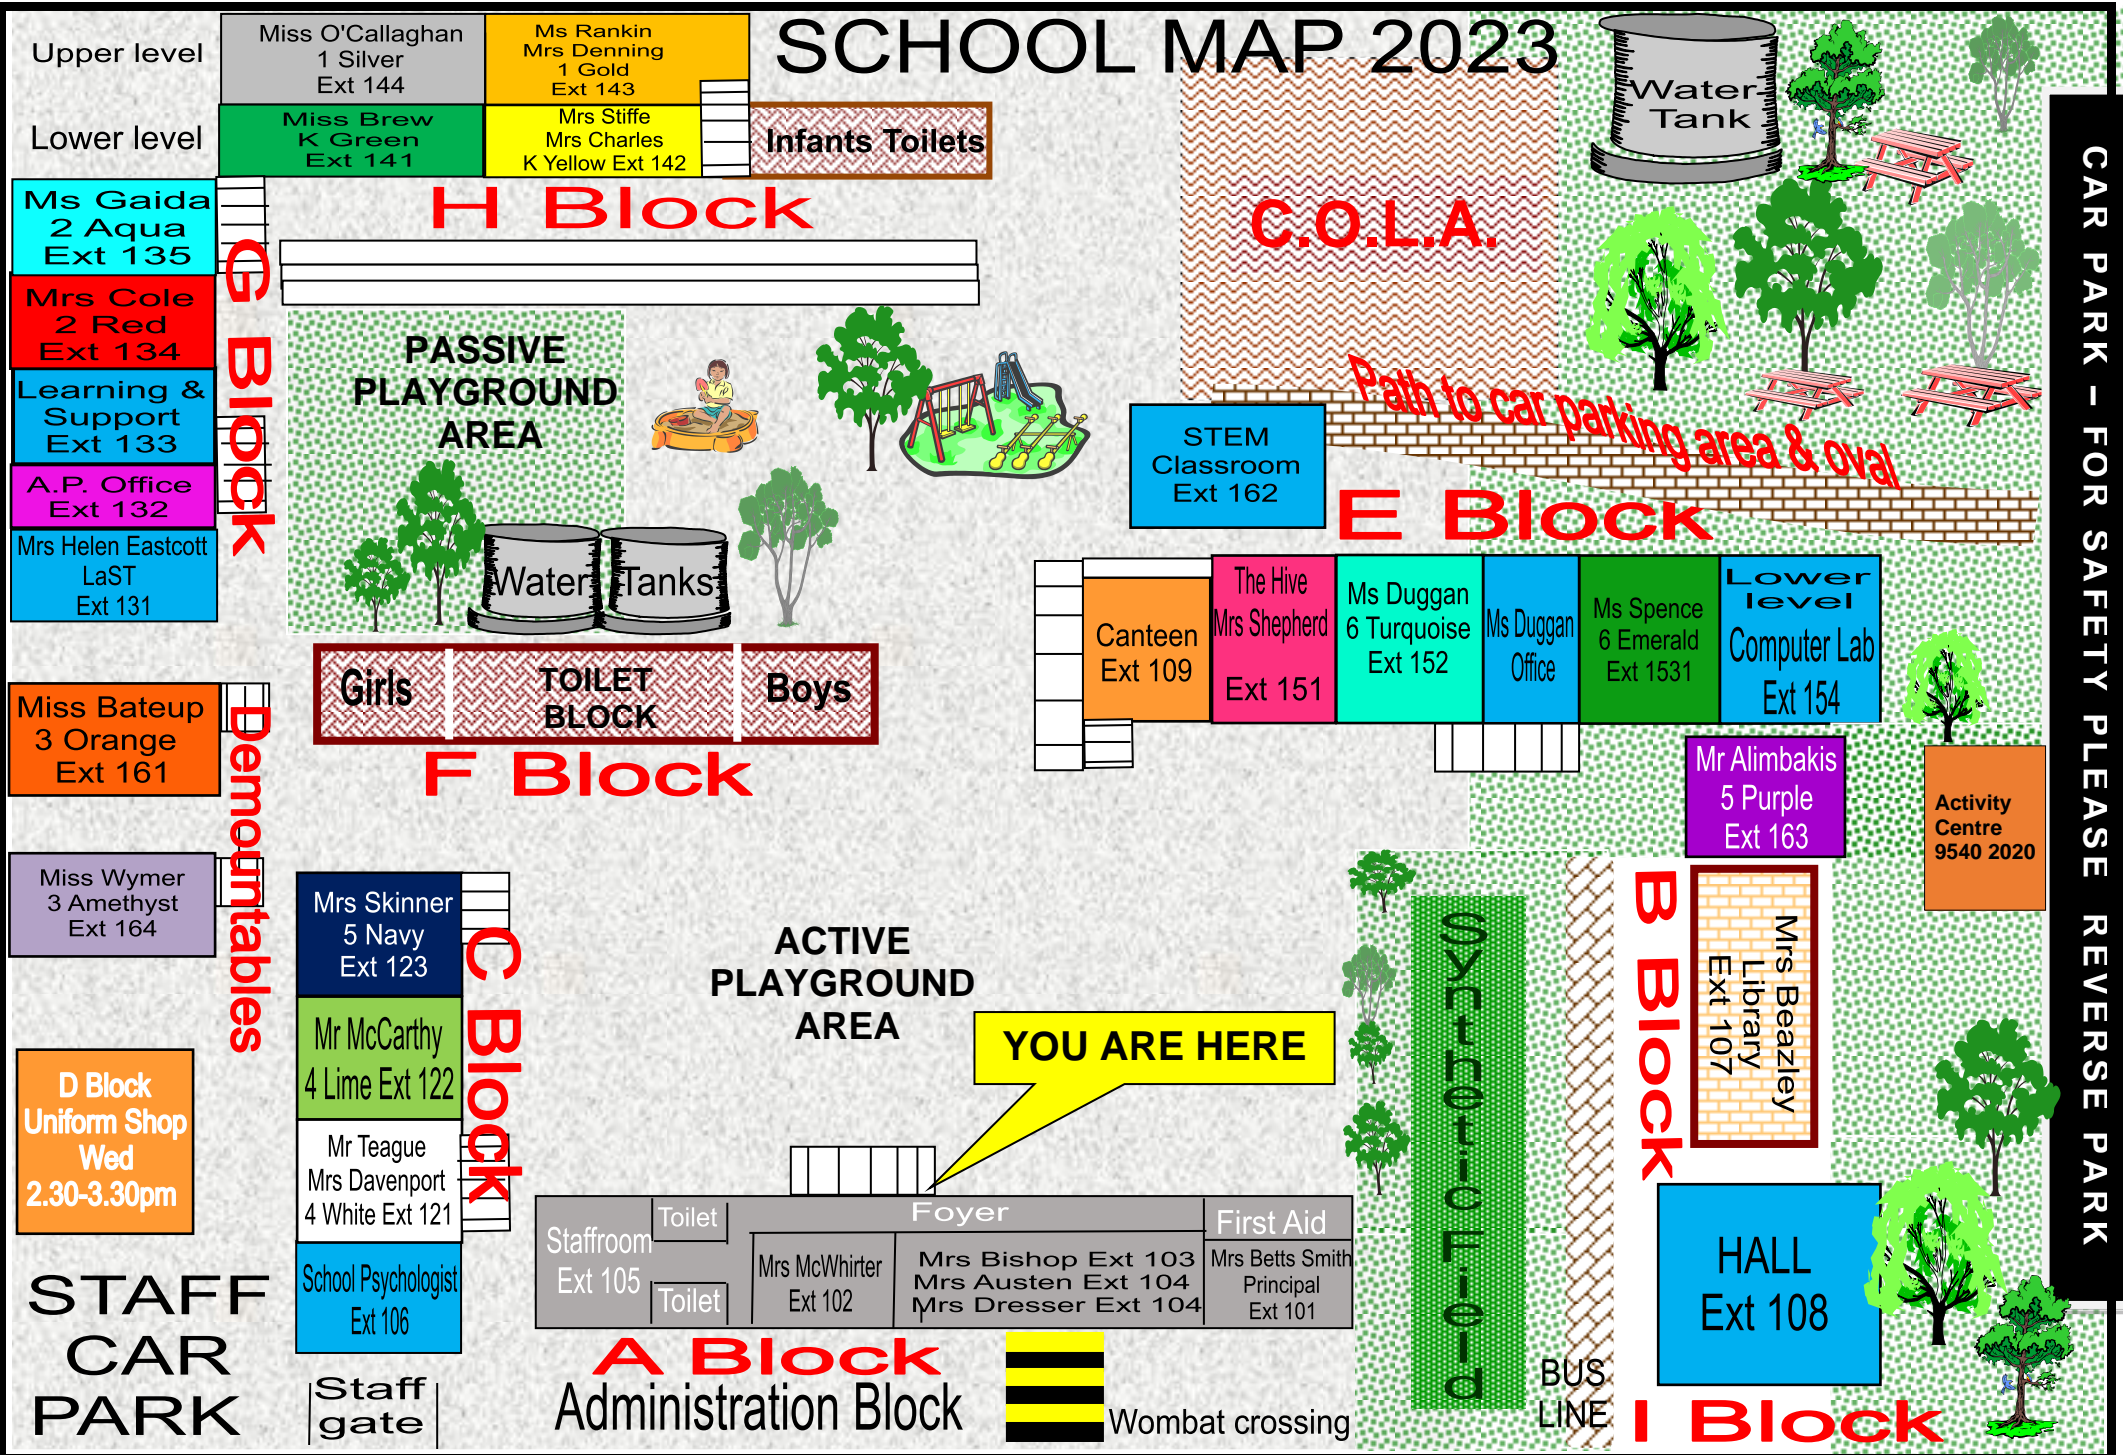 SCHOOL MAP 2023
Upper level
Miss O'Callaghan
1 Silver
Ext 144
Ms Rankin
Mrs Denning
1 Gold
Ext 143
Lower level
Miss Brew
K Green
Ext 141
Mrs Stiffe
Mrs Charles
K Yellow Ext 142
Infants Toilets
H Block
Water
Tank
C.O.L.A.
Ms Gaida
2 Aqua
Ext 135
Mrs Cole
2 Red
Ext 134
Learning &
Support
Ext 133
A.P. Office
Ext 132
Mrs Helen Eastcott
LaST
Ext 131
G Block
PASSIVE
PLAYGROUND
AREA
Water Tanks
Path to car parking area & oval
STEM
Classroom
Ext 162
E Block
Canteen
Ext 109
The Hive
Mrs Shepherd
Ext 151
Ms Duggan
6 Turquoise
Ext 152
Ms Duggan
Office
Ms Spence
6 Emerald
Ext 1531
Lower
level
Computer Lab
Ext 154
Girls
TOILET
BLOCK
Boys
F Block
Miss Bateup
3 Orange
Ext 161
Miss Wymer
3 Amethyst
Ext 164
Demountables
Mr Alimbakis
5 Purple
Ext 163
Activity
Centre
9540 2020
CAR PARK – FOR SAFETY PLEASE REVERSE PARK
Mrs Skinner
5 Navy
Ext 123
Mr McCarthy
4 Lime Ext 122
Mr Teague
Mrs Davenport
4 White Ext 121
School Psychologist
Ext 106
C Block
ACTIVE
PLAYGROUND
AREA
YOU ARE HERE
Synthetic Field
B Block
Mrs Beazley
Library
Ext 107
D Block
Uniform Shop
Wed
2.30-3.30pm
Staffroom
Ext 105
Toilet
Toilet
Foyer
Mrs McWhirter
Ext 102
Mrs Bishop Ext 103
Mrs Austen Ext 104
Mrs Dresser Ext 104
First Aid
Mrs Betts Smith
Principal
Ext 101
HALL
Ext 108
STAFF
CAR
PARK
Staff
gate
A Block
Administration Block
Wombat crossing
BUS
LINE
I Block